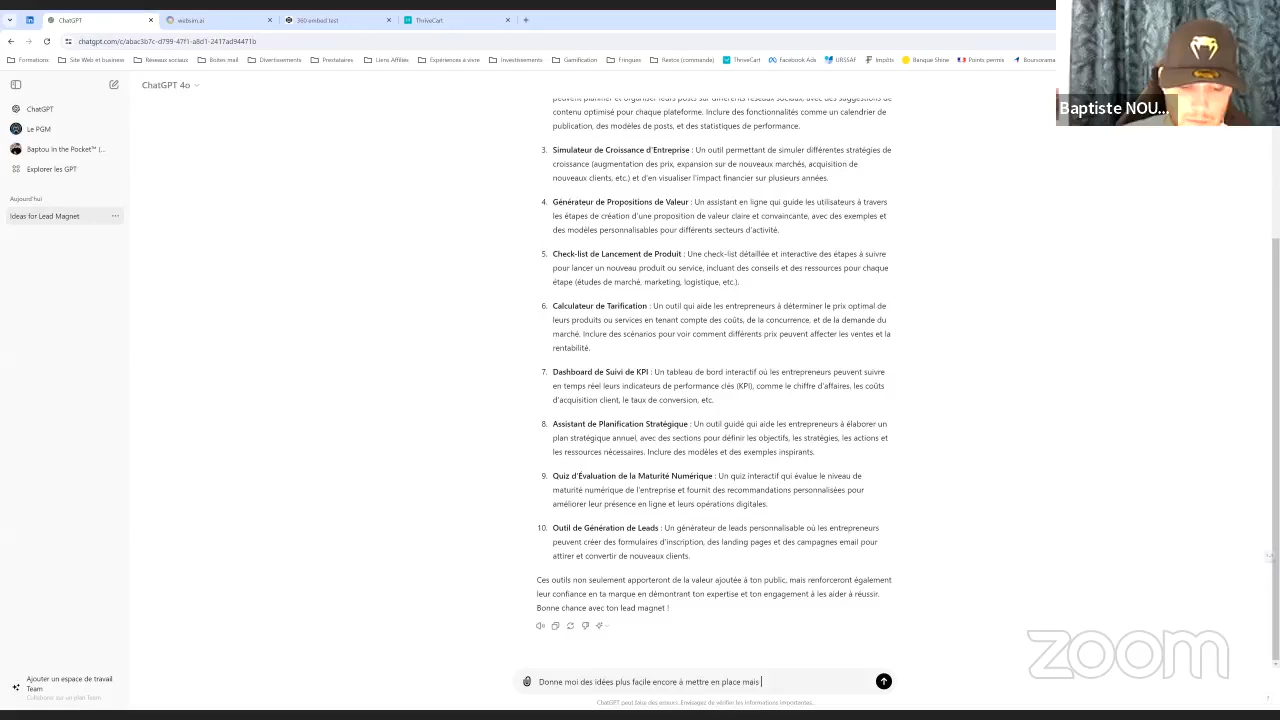 ChatGPT
websim.ai
360 embed test
ThriveCart
chatgpt.com/c/abac3b7c-d799-47f1-a8d1-2417ad94471b
Formations
Site Web et business
Réseaux sociaux
Boites mail
Divertissements
Prestataires
Liens Affiliés
Expériences à vivre
Investissements
Gamification
Fringues
Restos (commande)
ThriveCart
Facebook Ads
URSSAF
Impôts
Banque Shine
Points permis
Boursorama
Baptiste NOU...
ChatGPT 4o
ChatGPT
Le PGM
Baptou in the Pocket™ (...
Explorer les GPT
Aujourd'hui
Ideas for Lead Magnet
peuvent planifier et organiser leurs posts sur différents réseaux sociaux, avec des suggestions de
contenu optimisé pour chaque plateforme. Inclure des fonctionnalités comme un calendrier de
publication, des modèles de posts, et des statistiques de performance.
3. Simulateur de Croissance d'Entreprise : Un outil permettant de simuler différentes stratégies de
croissance (augmentation des prix, expansion sur de nouveaux marchés, acquisition de
nouveaux clients, etc.) et d'en visualiser l'impact financier sur plusieurs années.
4. Générateur de Propositions de Valeur : Un assistant en ligne qui guide les utilisateurs à travers
les étapes de création d'une proposition de valeur claire et convaincante, avec des exemples et
des modèles personnalisables pour différents secteurs d'activité.
5. Check-list de Lancement de Produit : Une check-list détaillée et interactive des étapes à suivre
pour lancer un nouveau produit ou service, incluant des conseils et des ressources pour chaque
étape (études de marché, marketing, logistique, etc.).
6. Calculateur de Tarification : Un outil qui aide les entrepreneurs à déterminer le prix optimal de
leurs produits ou services en tenant compte des coûts, de la concurrence, et de la demande du
marché. Inclure des scénarios pour voir comment différents prix peuvent affecter les ventes et la
rentabilité.
7. Dashboard de Suivi de KPI : Un tableau de bord interactif où les entrepreneurs peuvent suivre
en temps réel leurs indicateurs de performance clés (KPI), comme le chiffre d'affaires, les coûts
d'acquisition client, le taux de conversion, etc.
8. Assistant de Planification Stratégique : Un outil guidé qui aide les entrepreneurs à élaborer un
plan stratégique annuel, avec des sections pour définir les objectifs, les stratégies, les actions et
les ressources nécessaires. Inclure des modèles et des exemples inspirants.
9. Quiz d'Évaluation de la Maturité Numérique : Un quiz interactif qui évalue le niveau de
maturité numérique de l'entreprise et fournit des recommandations personnalisées pour
améliorer leur présence en ligne et leurs opérations digitales.
10. Outil de Génération de Leads : Un générateur de leads personnalisable où les entrepreneurs
peuvent créer des formulaires d'inscription, des landing pages et des campagnes email pour
attirer et convertir de nouveaux clients.
Ces outils non seulement apporteront de la valeur ajoutée à ton public, mais renforceront également
leur confiance en ta marque en démontrant ton expertise et ton engagement à les aider à réussir.
Bonne chance avec ton lead magnet !
zoom
Ajouter un espace de travail
Team
Collaborez sur un plan Team
Donne moi des idées plus facile encore à mettre en place mais
ChatGPT peut faire des erreurs. Envisagez de vérifier les informations importantes.
?